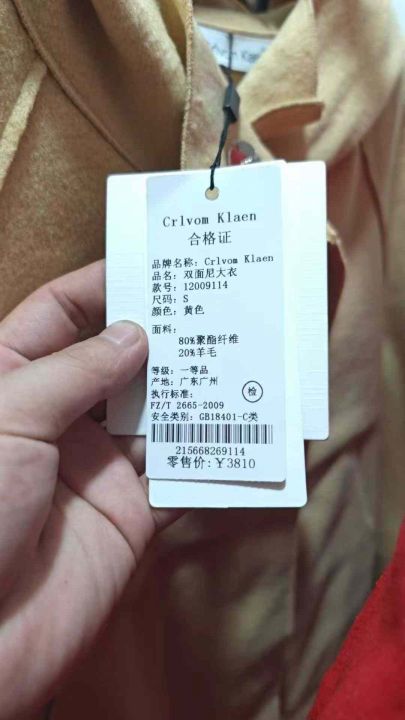 Crlvom Klaen
合格证
品牌名称: Crlvom Klaen
品名: 双面尼大衣
款号: 12009114
尺码: S
颜色: 黄色
面料:
80%聚酯纤维
20%羊毛
等级: 一等品
产地: 广东广州
检
执行标准:
FZ/T 2665-2009
安全类别: GB18401-C类
215668269114
零售价: ¥3810